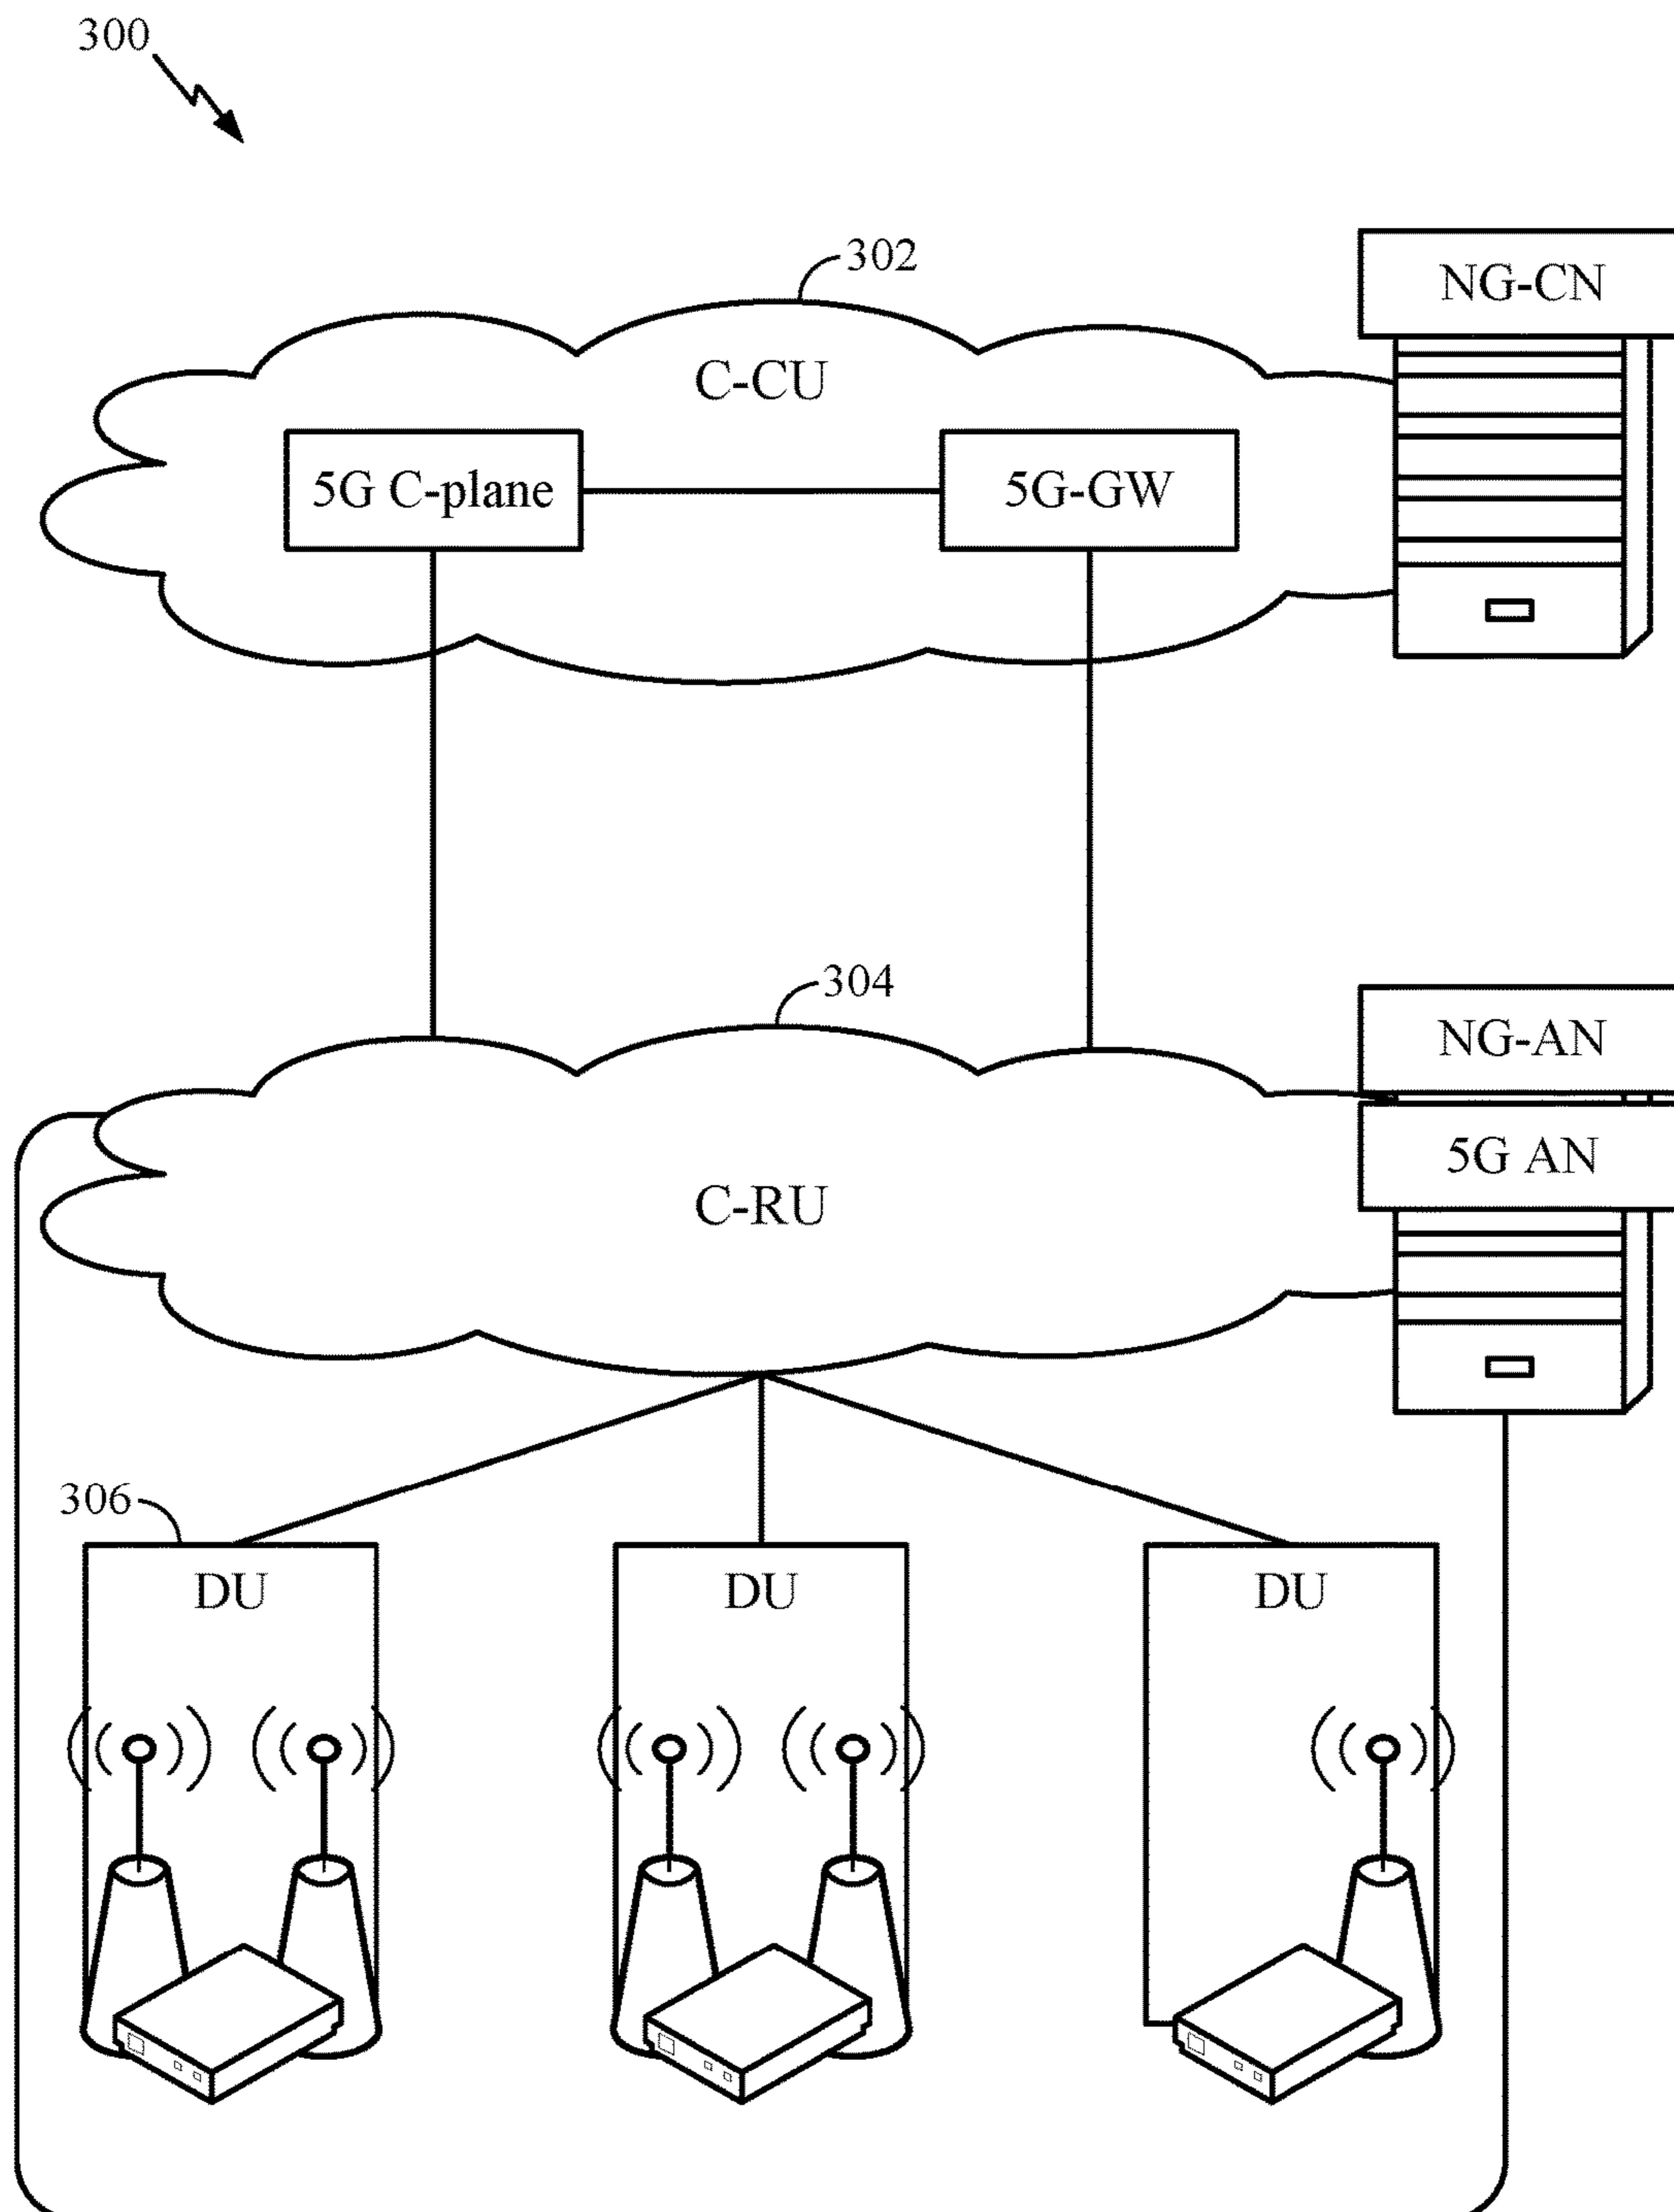 300
302
NG-CN
C-CU
5G C-plane
5G-GW
304
NG-AN
5G AN
C-RU
306
DU
DU
DU